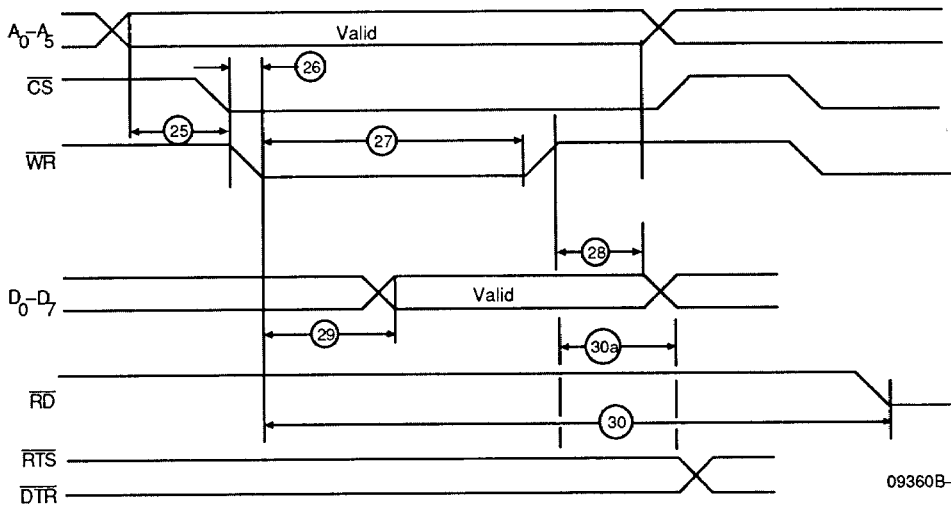 A0–A5
Valid
26
CS
25
27
WR
28
D0–D7
Valid
29
30a
RD
30
RTS
DTR
09360B-